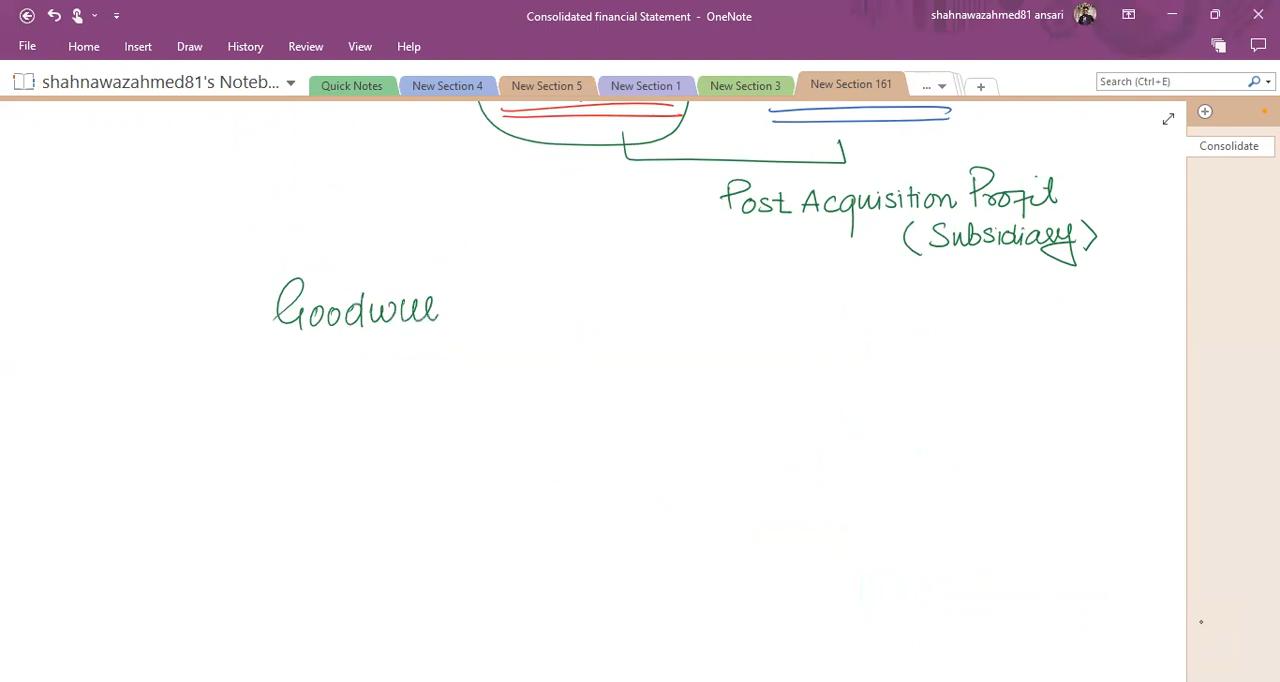 Consolidated financial Statement - OneNote
shahnawazahmed81 ansari
File Home Insert Draw History Review View Help
shahnawazahmed81's Noteb...
Quick Notes New Section 4 New Section 5 New Section 1 New Section 3 New Section 161 ...
Search (Ctrl+E)
Consolidate
Post Acquisition Profit
(Subsidiary)
Goodwill